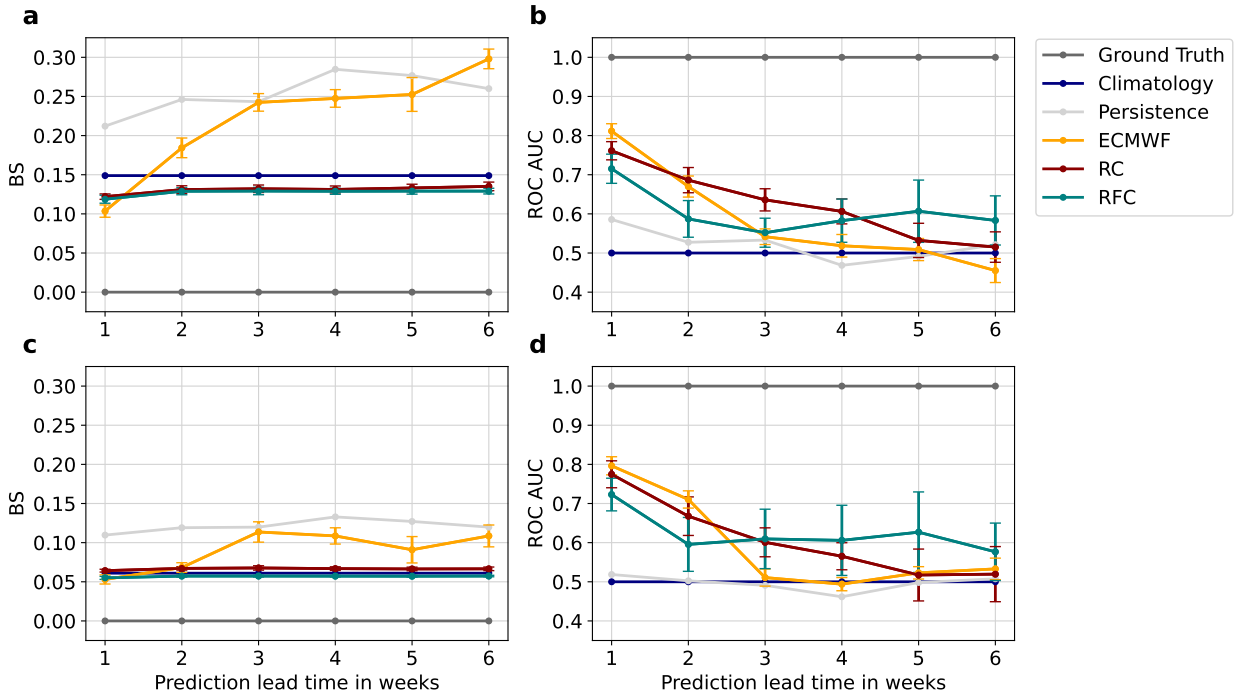 a
BS
0.30
0.25
0.20
0.15
0.10
0.05
0.00
1 2 3 4 5 6
b
ROC AUC
1.0
0.9
0.8
0.7
0.6
0.5
0.4
1 2 3 4 5 6
Ground Truth
Climatology
Persistence
ECMWF
RC
RFC
c
BS
0.30
0.25
0.20
0.15
0.10
0.05
0.00
1 2 3 4 5 6
Prediction lead time in weeks
d
ROC AUC
1.0
0.9
0.8
0.7
0.6
0.5
0.4
1 2 3 4 5 6
Prediction lead time in weeks